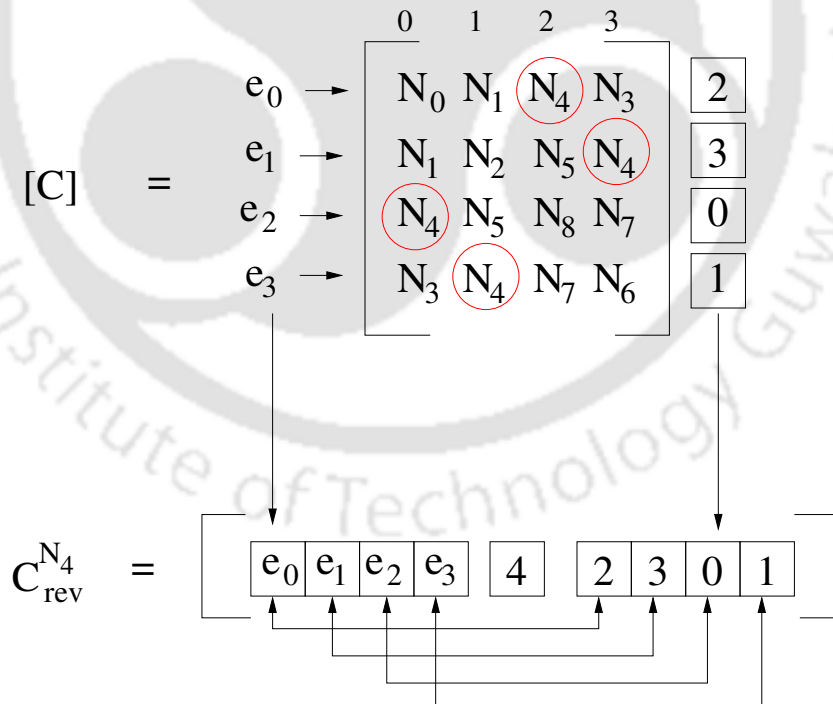 0 1 2 3
e0 → N0 N1 N4 N3 2
e1 → N1 N2 N5 N4 3
[C] =
e2 → N4 N5 N8 N7 0
e3 → N3 N4 N7 N6 1
Institute of Technology Guw
C rev N4 = e0 e1 e2 e3 4 2 3 0 1